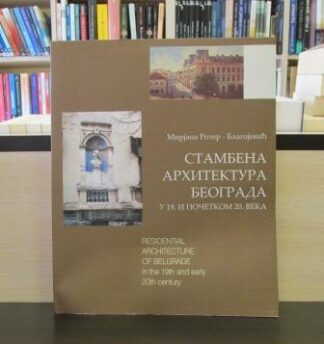 Мирјана Ротер - Благојевић
СТАМБЕНА
АРХИТЕКТУРА
БЕОГРАДА
У 19. И ПОЧЕТКОМ 20. ВЕКА
RESIDENTIAL
ARCHITECTURE
OF BELGRADE
in the 19th and early
20th century